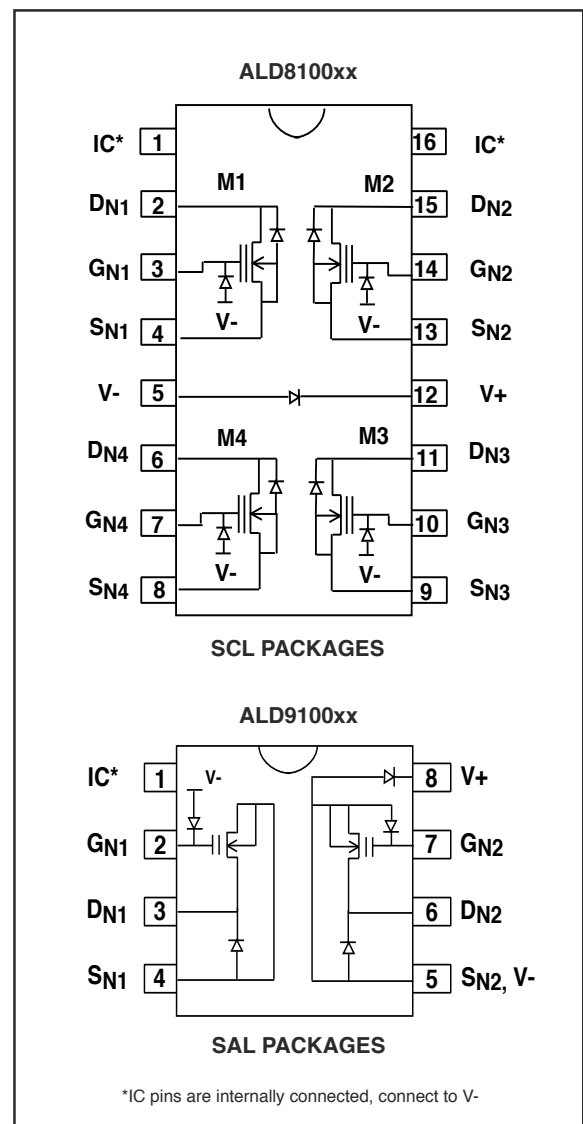 ALD8100xx
IC* 1 16 IC*
DN1 2 M1 M2 15 DN2
GN1 3 14 GN2
V- V-
SN1 4 13 SN2
V- 5 12 V+
DN4 6 M4 M3 11 DN3
GN4 7 10 GN3
V- V-
SN4 8 9 SN3
SCL PACKAGES
ALD9100xx
IC* 1 V- 8 V+
GN1 2 7 GN2
DN1 3 6 DN2
SN1 4 5 SN2, V-
SAL PACKAGES
*IC pins are internally connected, connect to V-